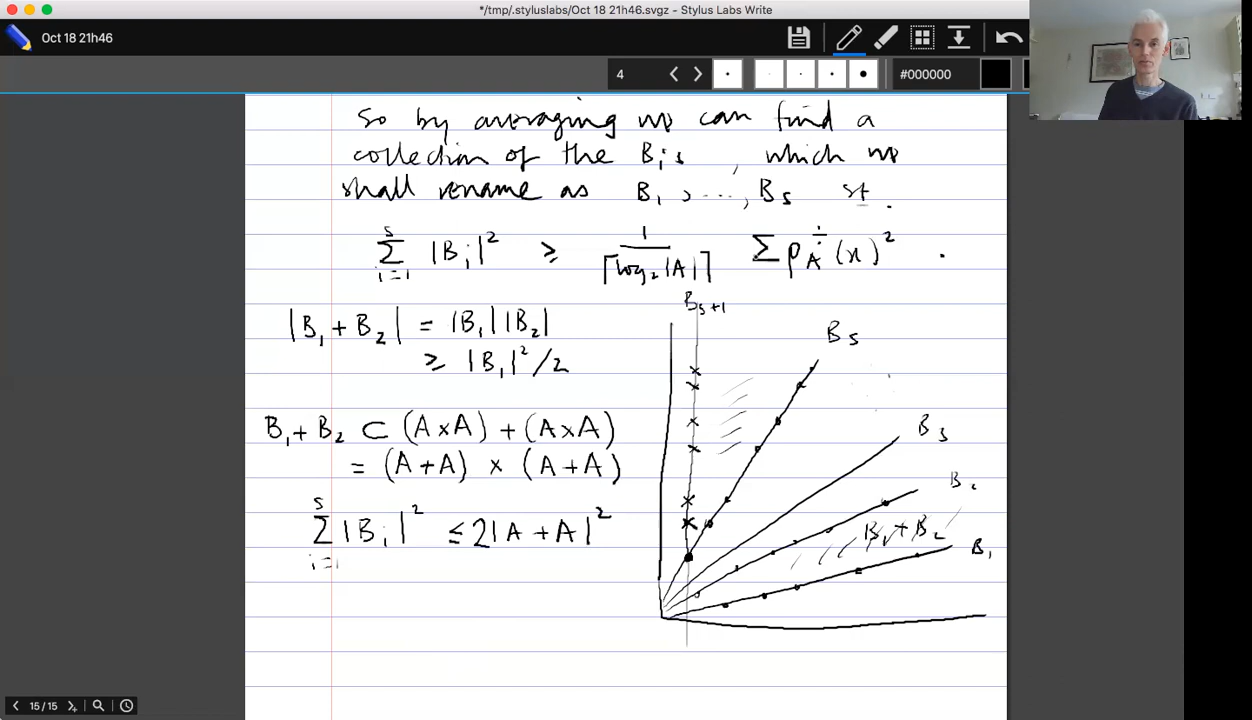 */tmp/.styluslabs/Oct 18 21h46.svgz - Stylus Labs Write
Oct 18 21h46
4
#000000
So by averaging we can find a
collection of the Bᵢs, which we
shall rename as B₁, ..., Bₛ st.
∑ᵢ₌₁ˢ |Bᵢ|² ≥ 1/⌈log₂|A|⌉ ∑ρ_A^÷(x)².
|B₁ + B₂| = |B₁||B₂|
≥ |B₁|²/2
B₁ + B₂ ⊂ (A×A) + (A×A)
= (A+A) × (A+A)
∑ᵢ₌₁ˢ |Bᵢ|² ≤ 2|A+A|²
Bₛ₊₁
Bₛ
B₃
B₂
B₁ + B₂
B₁
15/15